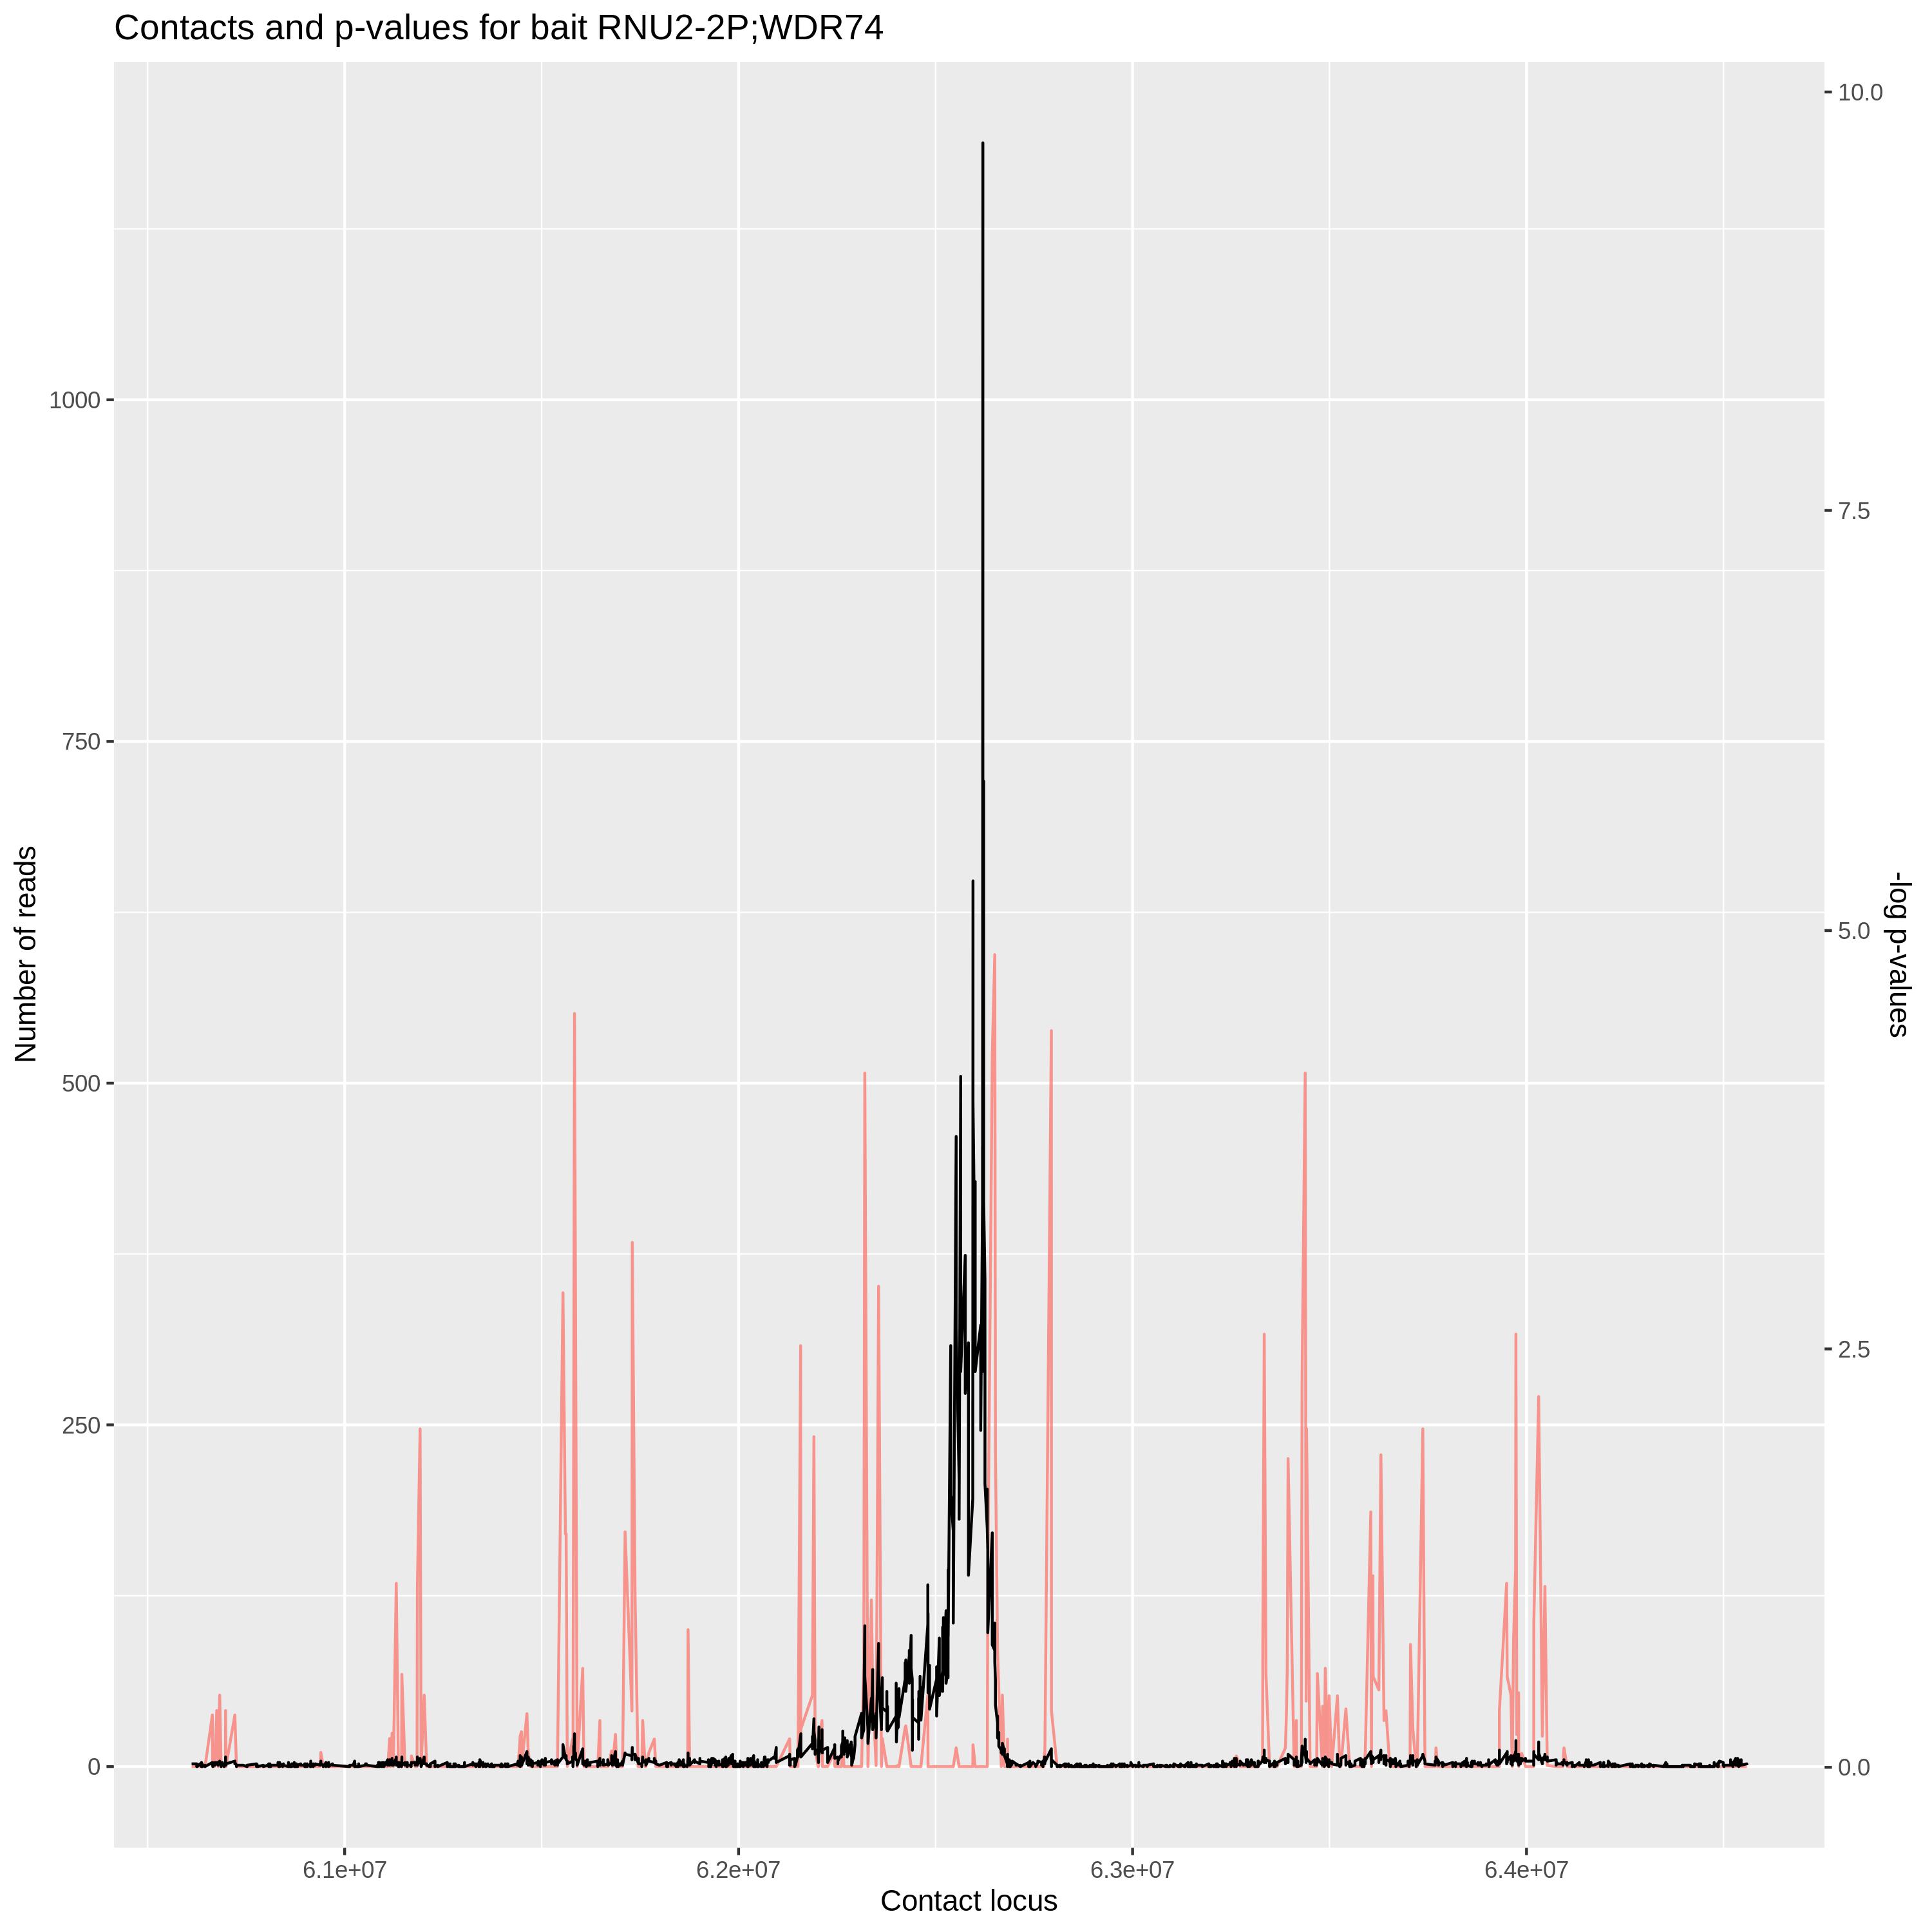 Contacts and p-values for bait RNU2-2P;WDR74
10.0
1000
7.5
750
5.0
Number of reads
-log p-values
500
2.5
250
0
0.0
6.1e+07 6.2e+07 6.3e+07 6.4e+07
Contact locus